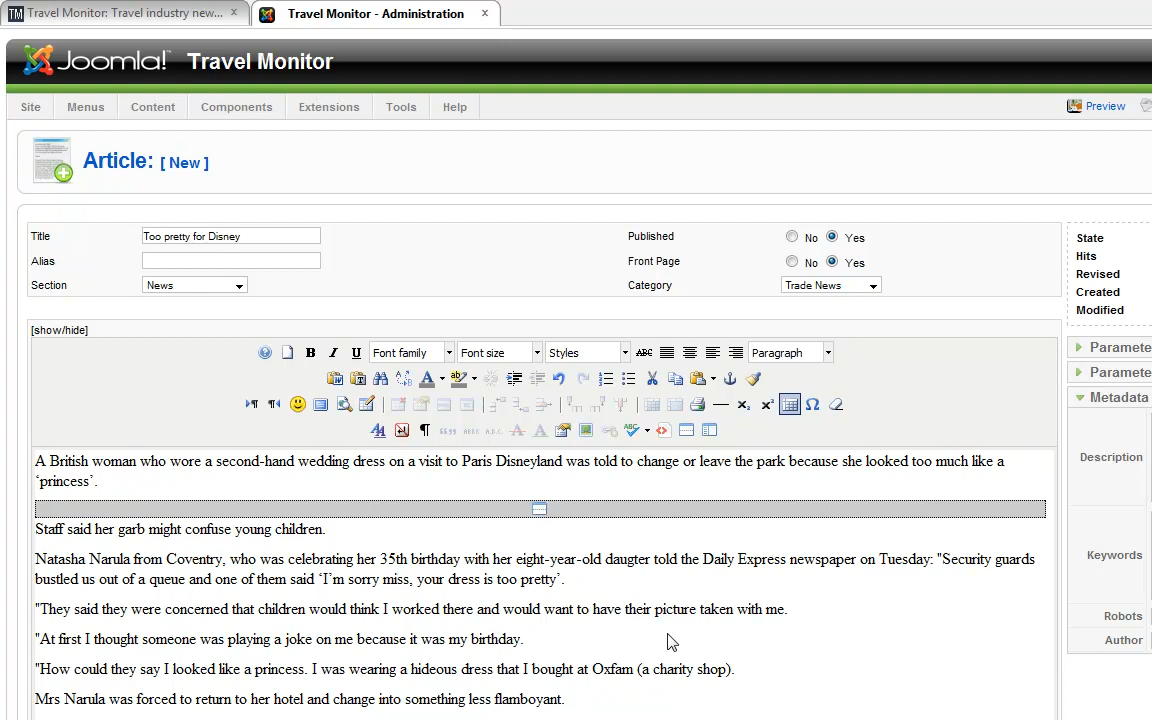 TM Travel Monitor: Travel industry new... x
Travel Monitor - Administration x
Joomla!™ Travel Monitor
Site Menus Content Components Extensions Tools Help Preview
Article: [ New ]
Title Too pretty for Disney Published No Yes
Alias Front Page No Yes
Section News Category Trade News
State
Hits
Revised
Created
Modified
[show/hide]
B I U Font family Font size Styles ABC Paragraph
Paramete
Paramete
Metadata
A British woman who wore a second-hand wedding dress on a visit to Paris Disneyland was told to change or leave the park because she looked too much like a
‘princess’.
Description
Staff said her garb might confuse young children.
Natasha Narula from Coventry, who was celebrating her 35th birthday with her eight-year-old daugter told the Daily Express newspaper on Tuesday: "Security guards
bustled us out of a queue and one of them said ‘I’m sorry miss, your dress is too pretty’.
Keywords
"They said they were concerned that children would think I worked there and would want to have their picture taken with me.
Robots
"At first I thought someone was playing a joke on me because it was my birthday.
Author
"How could they say I looked like a princess. I was wearing a hideous dress that I bought at Oxfam (a charity shop).
Mrs Narula was forced to return to her hotel and change into something less flamboyant.